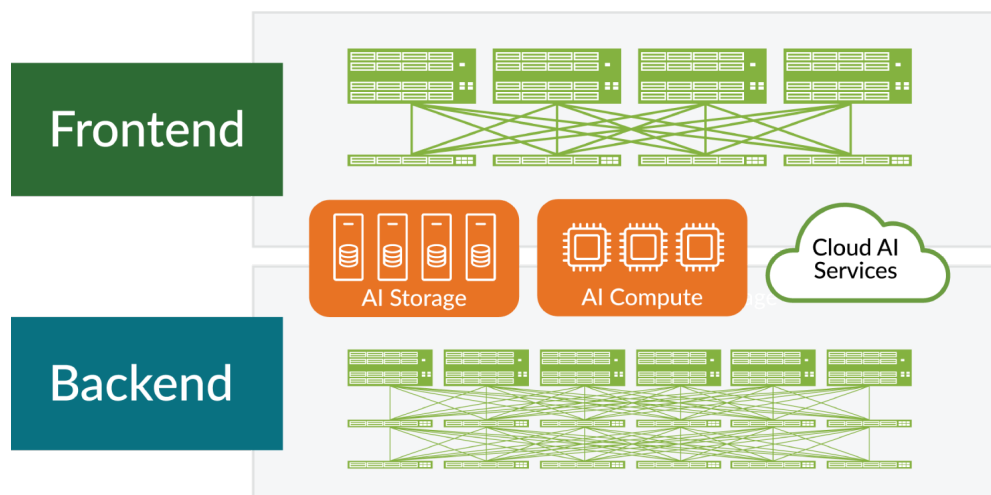 Frontend
AI Storage
AI Compute
Cloud AI
Services
Backend